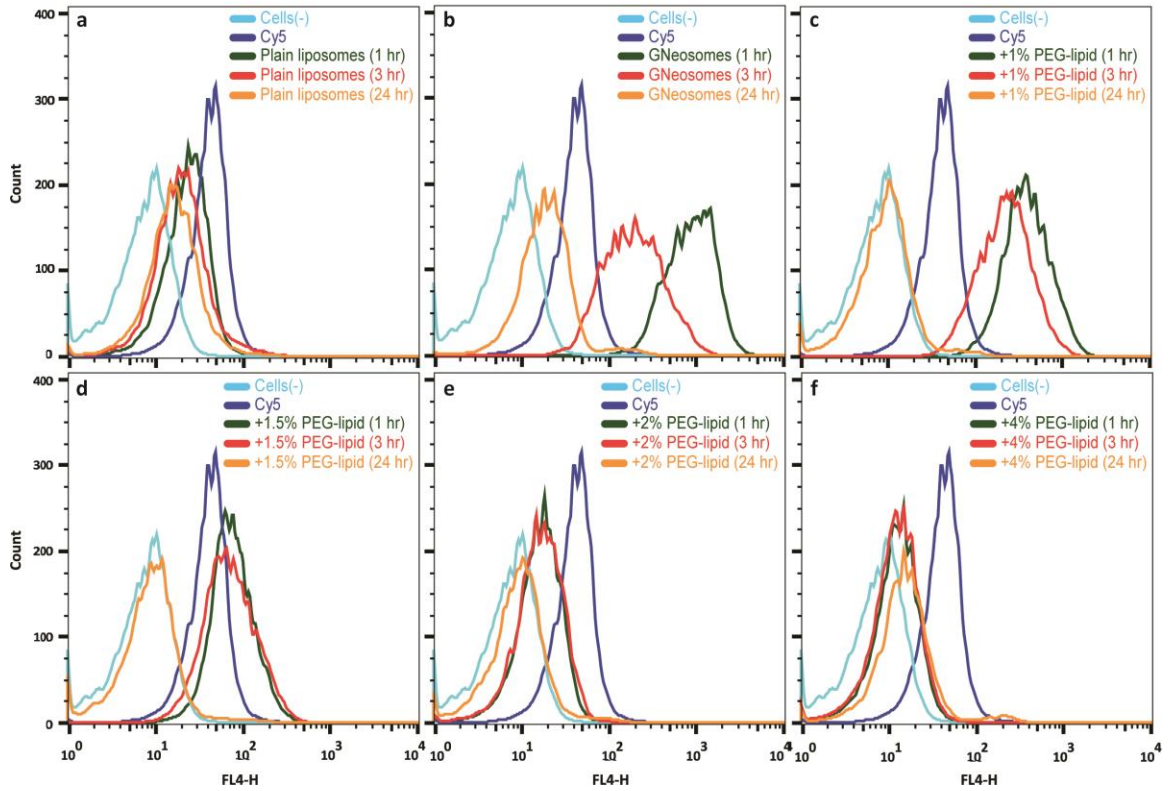 a
Cells(-)
Cy5
Plain liposomes (1 hr)
Plain liposomes (3 hr)
Plain liposomes (24 hr)
400
300
200
100
0
Count
b
Cells(-)
Cy5
GNeosomes (1 hr)
GNeosomes (3 hr)
GNeosomes (24 hr)
c
Cells(-)
Cy5
+1% PEG-lipid (1 hr)
+1% PEG-lipid (3 hr)
+1% PEG-lipid (24 hr)
d
Cells(-)
Cy5
+1.5% PEG-lipid (1 hr)
+1.5% PEG-lipid (3 hr)
+1.5% PEG-lipid (24 hr)
400
300
200
100
0
Count
10⁰ 10¹ 10² 10³ 10⁴
FL4-H
e
Cells(-)
Cy5
+2% PEG-lipid (1 hr)
+2% PEG-lipid (3 hr)
+2% PEG-lipid (24 hr)
10⁰ 10¹ 10² 10³ 10⁴
FL4-H
f
Cells(-)
Cy5
+4% PEG-lipid (1 hr)
+4% PEG-lipid (3 hr)
+4% PEG-lipid (24 hr)
10⁰ 10¹ 10² 10³ 10⁴
FL4-H